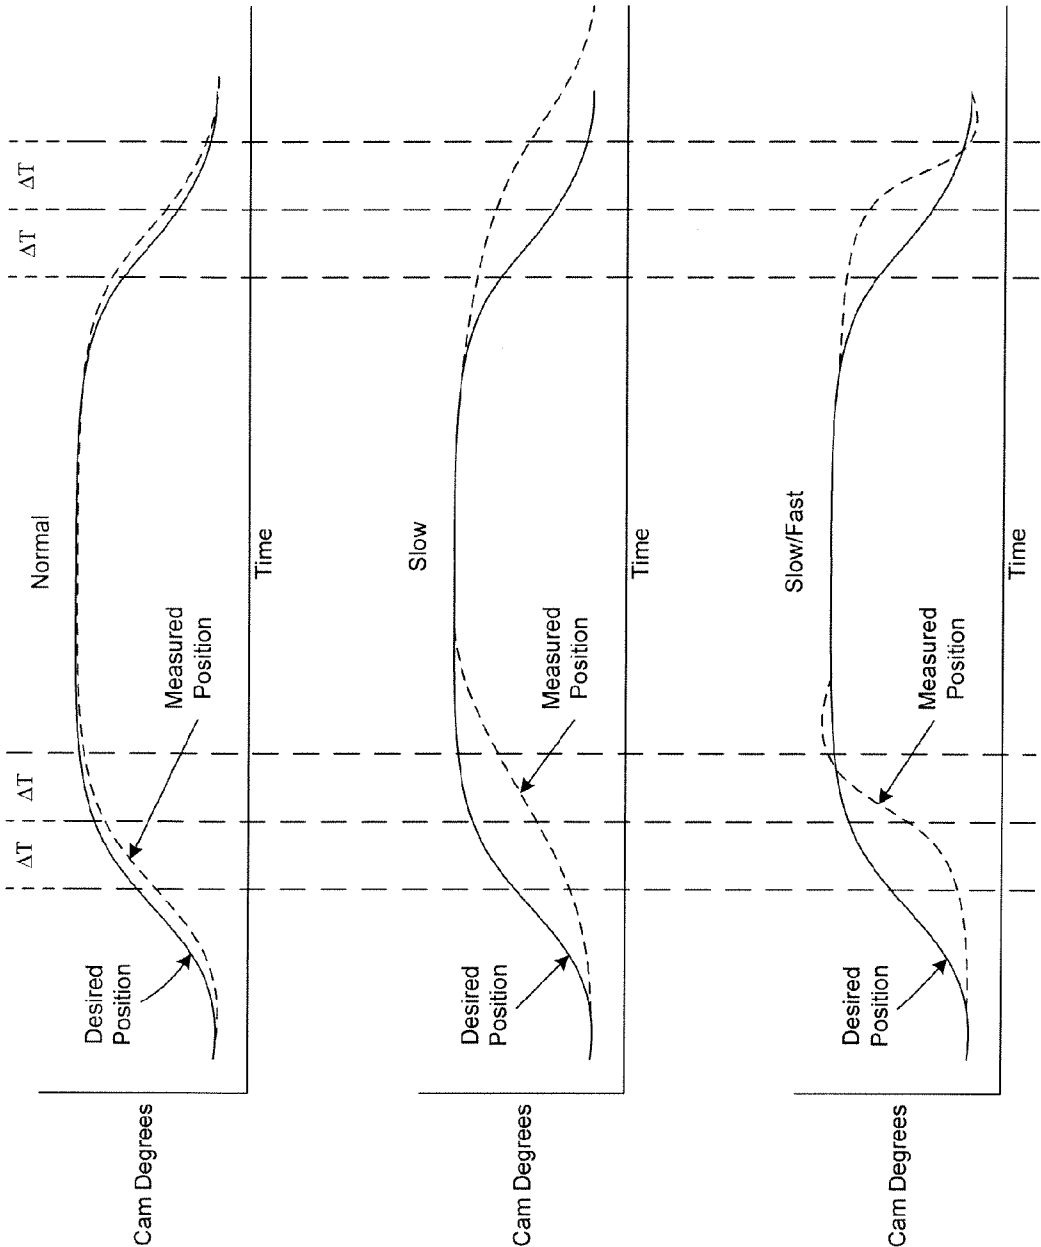 ΔT
ΔT
ΔT
ΔT
Normal
Desired
Position
Measured
Position
Cam Degrees
Time
Slow
Desired
Position
Measured
Position
Cam Degrees
Time
Slow/Fast
Desired
Position
Measured
Position
Cam Degrees
Time